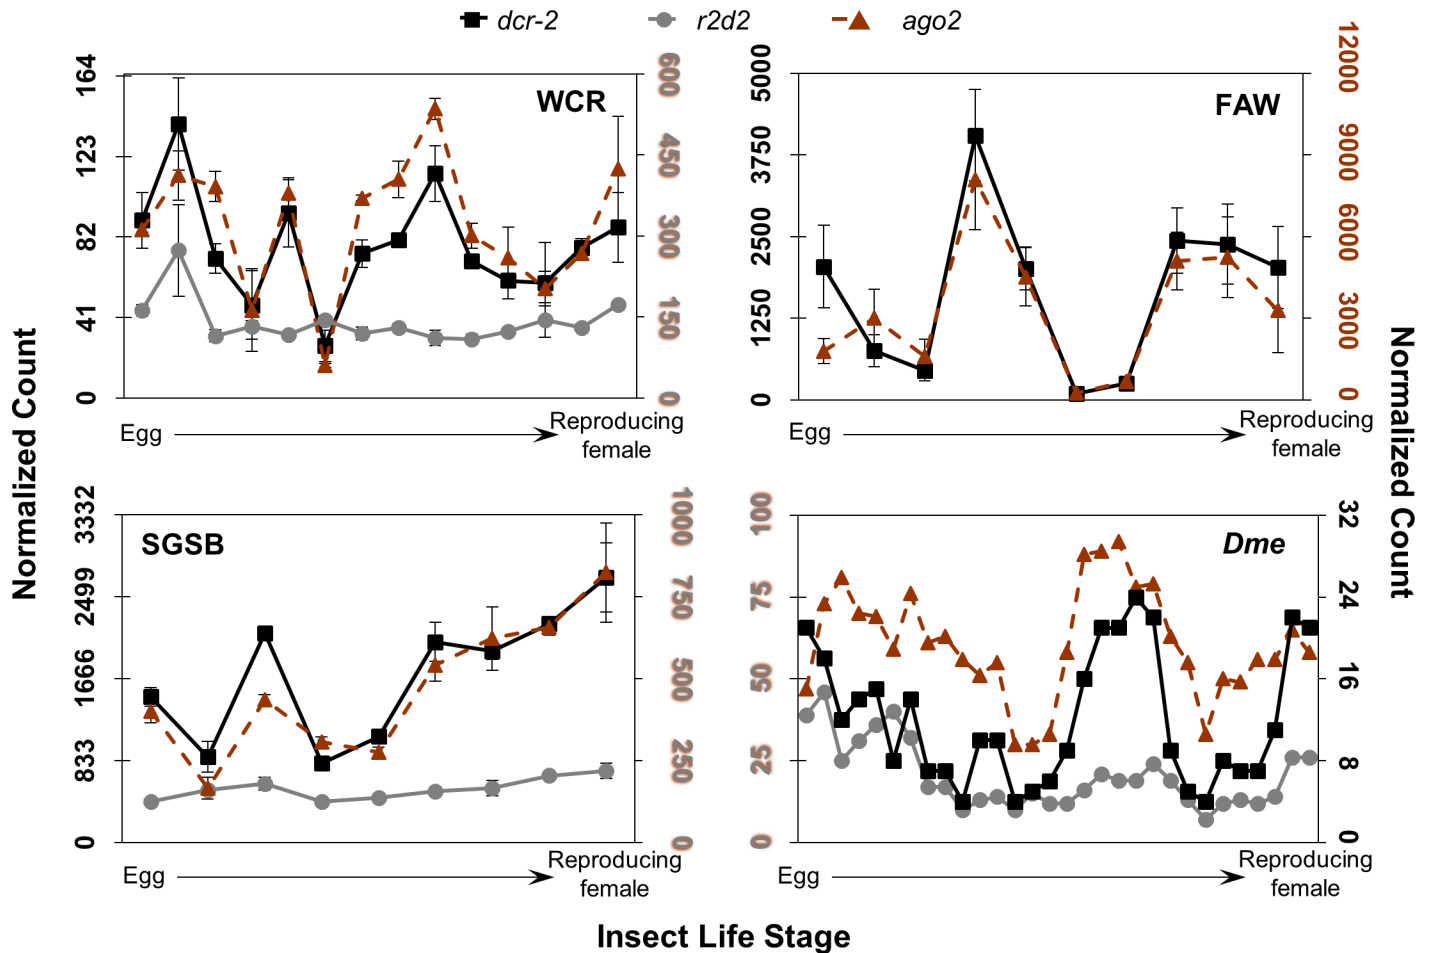 dcr-2 r2d2 ago2
WCR
164
123
82
41
0
600
450
300
150
0
Egg
Reproducing
female
FAW
5000
3750
2500
1250
0
12000
9000
6000
3000
0
Egg
Reproducing
female
Normalized Count
Normalized Count
SGSB
3332
2499
1666
833
0
1000
750
500
250
0
Egg
Reproducing
female
Dme
100
75
50
25
0
32
24
16
8
0
Egg
Reproducing
female
Insect Life Stage